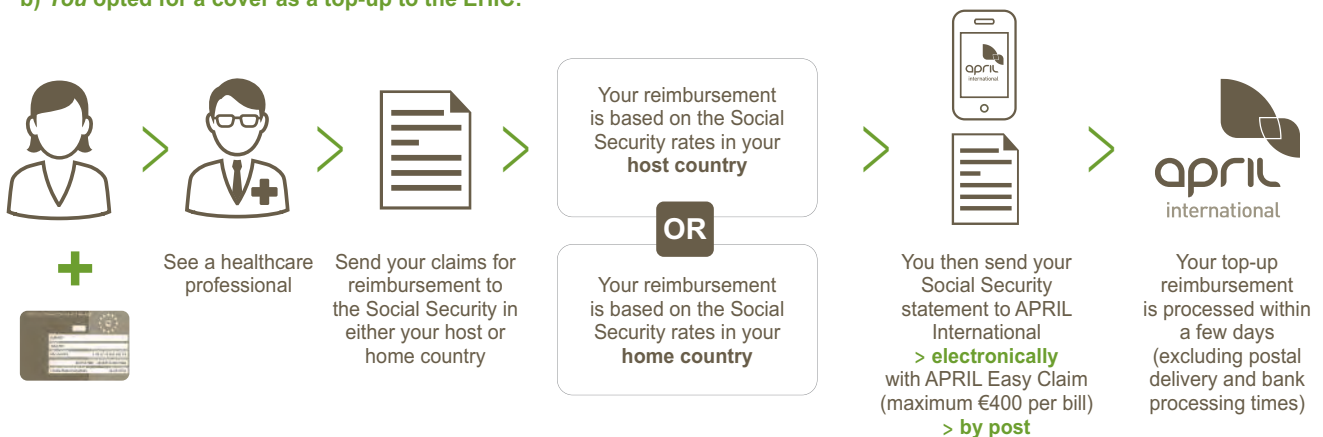 b) You opted for a cover as a top-up to the EHIC:
See a healthcare
professional
Send your claims for
reimbursement to
the Social Security in
either your host or
home country
Your reimbursement
is based on the Social
Security rates in your
host country
OR
Your reimbursement
is based on the Social
Security rates in your
home country
april
international
You then send your
Social Security
statement to APRIL
International
> electronically
with APRIL Easy Claim
(maximum €400 per bill)
> by post
april
international
Your top-up
reimbursement
is processed within
a few days
(excluding postal
delivery and bank
processing times)